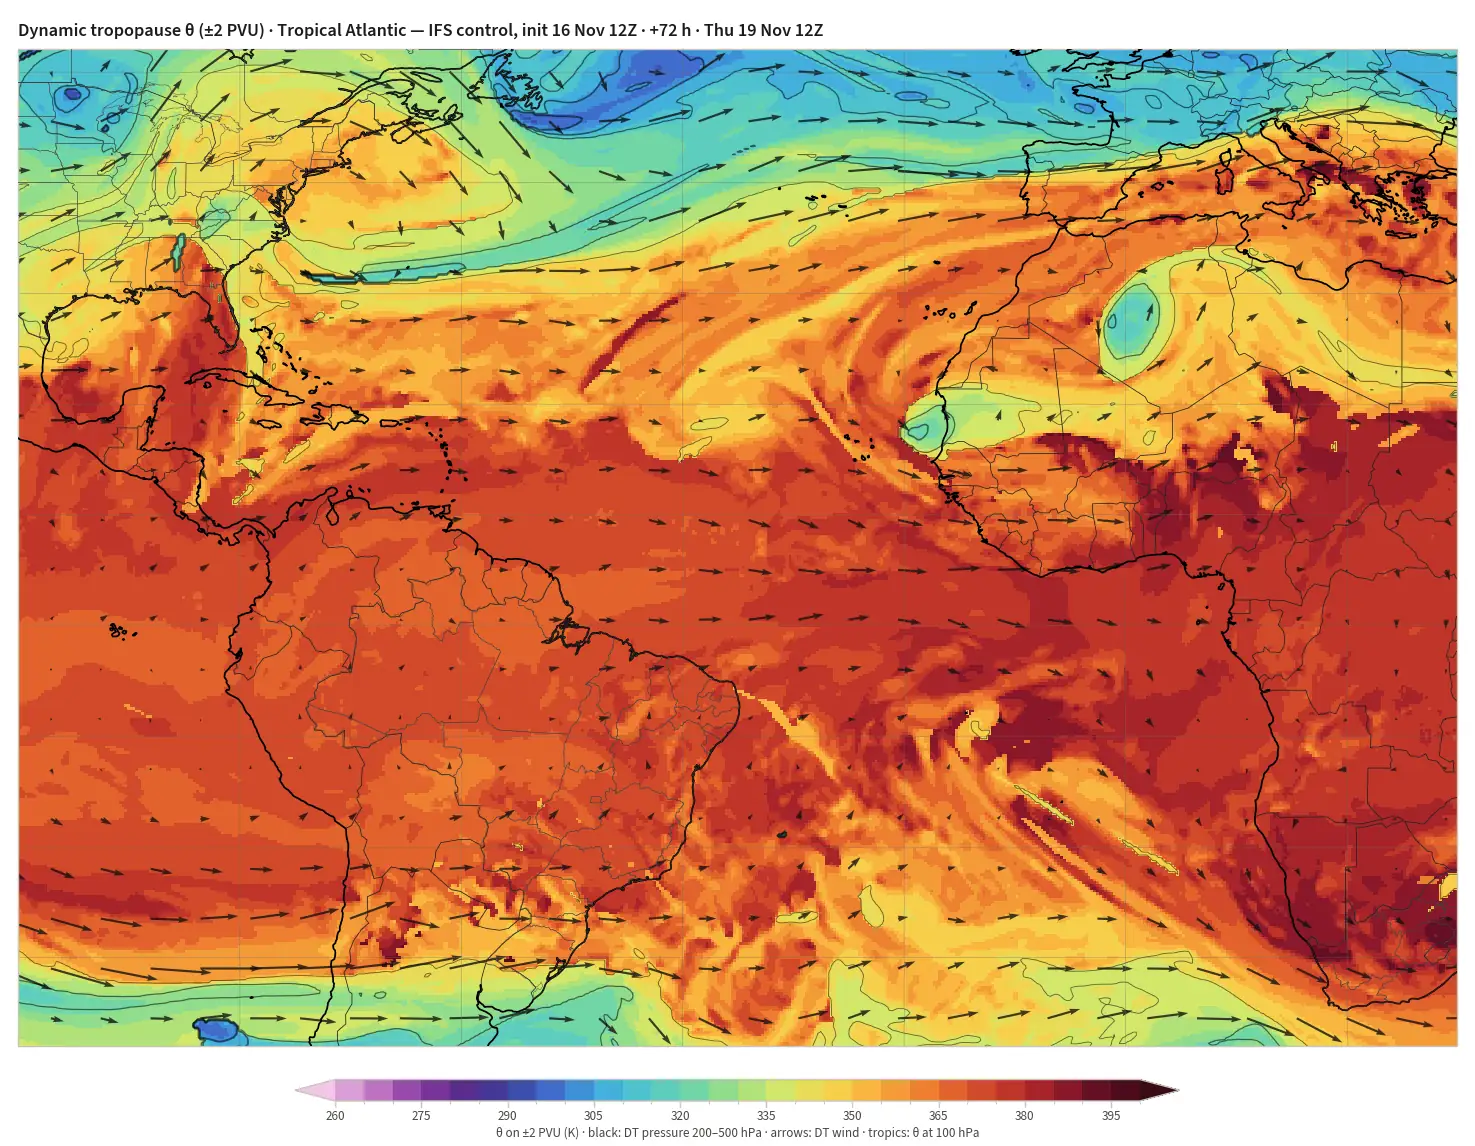 Dynamic tropopause θ (±2 PVU) · Tropical Atlantic — IFS control, init 16 Nov 12Z · +72 h · Thu 19 Nov 12Z
260 275 290 305 320 335 350 365 380 395
θ on ±2 PVU (K) · black: DT pressure 200–500 hPa · arrows: DT wind · tropics: θ at 100 hPa